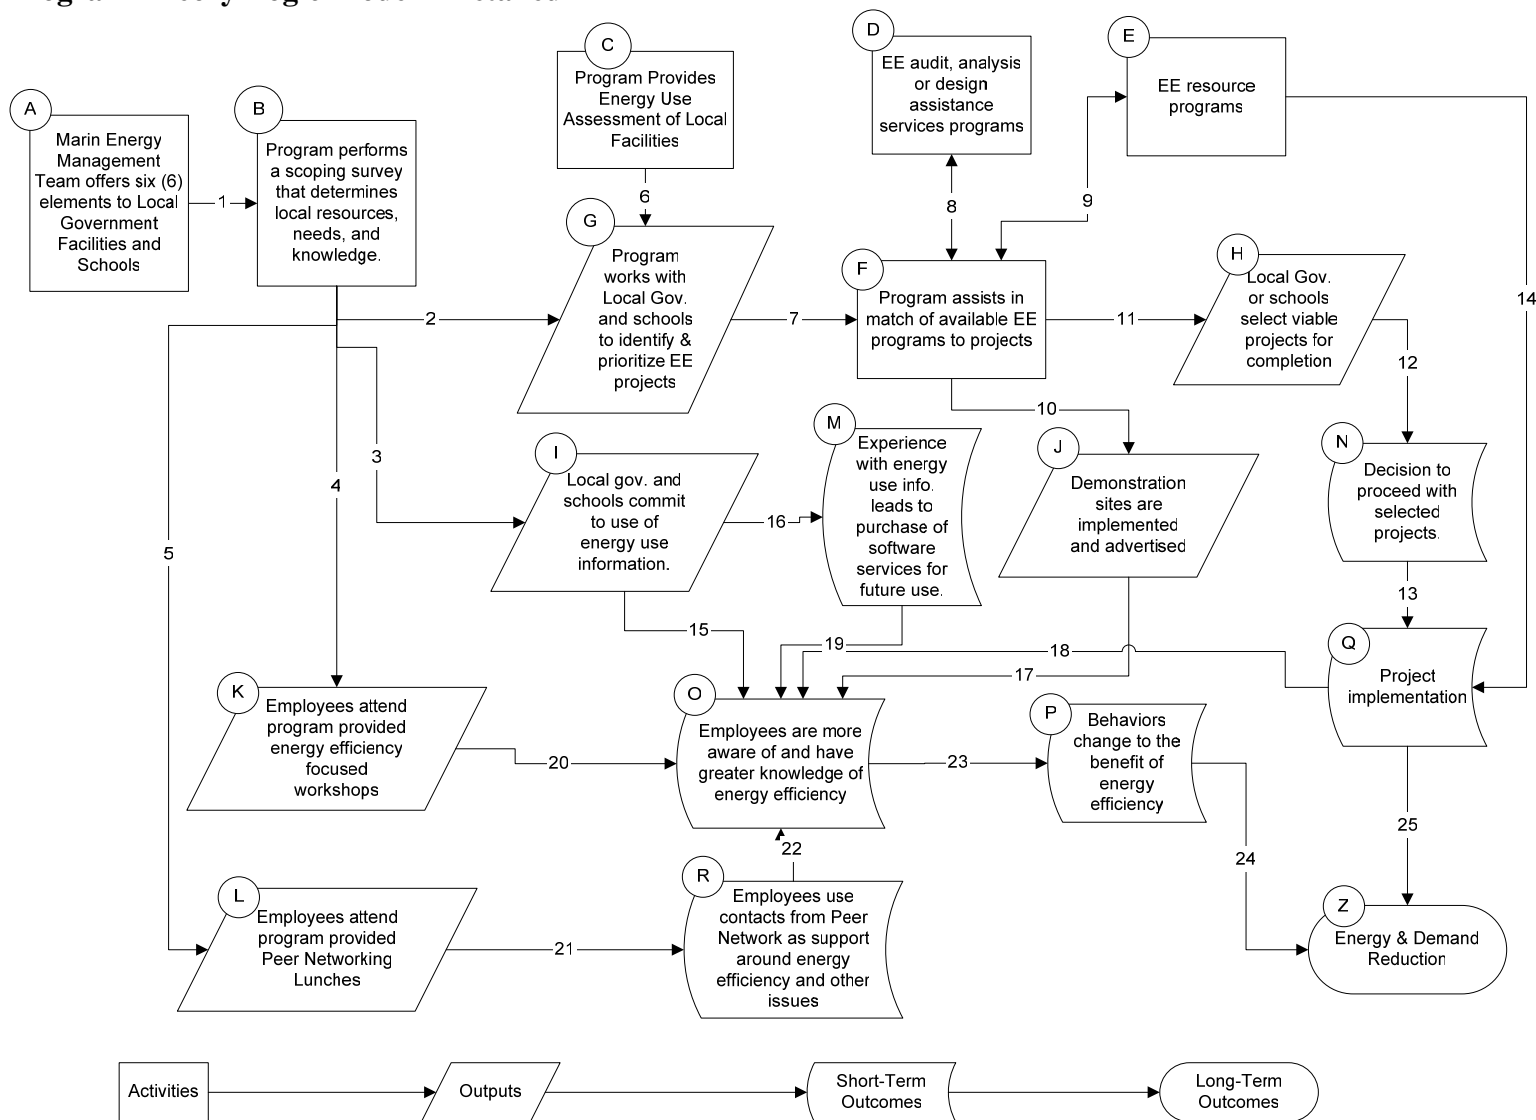 A
Marin Energy
Management
Team offers six (6)
elements to Local
Government
Facilities and
Schools
1
B
Program performs
a scoping survey
that determines
local resources,
needs, and
knowledge.
C
Program Provides
Energy Use
Assessment of Local
Facilities
6
D
EE audit, analysis
or design
assistance
services programs
8
E
EE resource
programs
9
14
2
G
Program
works with
Local Gov.
and schools
to identify &
prioritize EE
projects
7
F
Program assists in
match of available EE
programs to projects
11
H
Local Gov.
or schools
select viable
projects for
completion
12
10
3
4
5
I
Local gov. and
schools commit
to use of
energy use
information.
16
M
Experience
with energy
use info.
leads to
purchase of
software
services for
future use.
J
Demonstration
sites are
implemented
and advertised
N
Decision to
proceed with
selected
projects.
13
15
19
18
17
K
Employees attend
program provided
energy efficiency
focused
workshops
20
O
Employees are more
aware of and have
greater knowledge of
energy efficiency
23
P
Behaviors
change to the
benefit of
energy
efficiency
Q
Project
implementation
24
25
22
L
Employees attend
program provided
Peer Networking
Lunches
21
R
Employees use
contacts from Peer
Network as support
around energy
efficiency and other
issues
Z
Energy & Demand
Reduction
Activities
Outputs
Short-Term
Outcomes
Long-Term
Outcomes